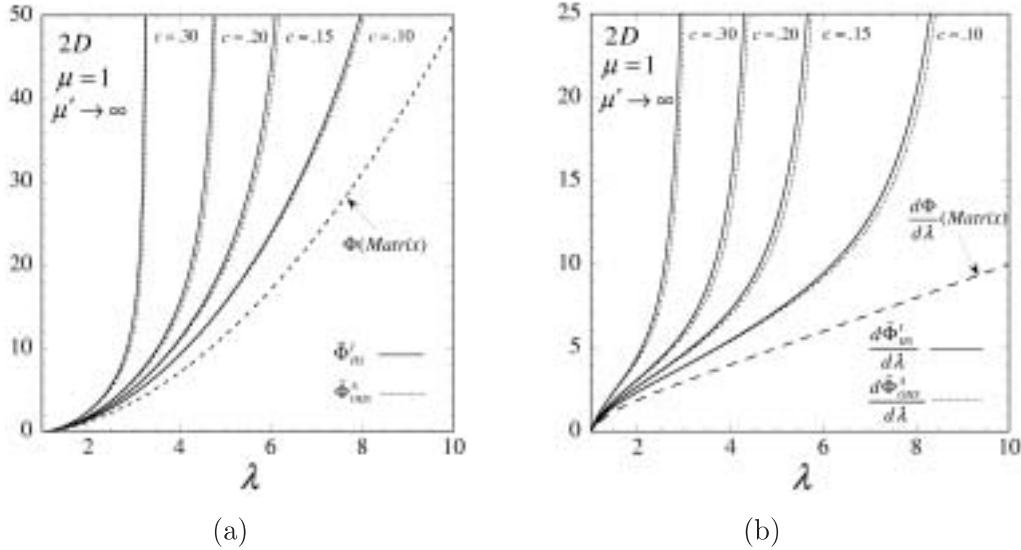 50
40
30
20
10
0
2D
μ = 1
μ' → ∞
c = .30
c = .20
c = .15
c = .10
Φ(Matrix)
2
4
6
8
10
λ
(a)
25
20
15
10
5
0
2D
μ = 1
μ' → ∞
c = .30
c = .20
c = .15
c = .10
dΦ
dλ
(Matrix)
dλ
dλ
2
4
6
8
10
λ
(b)